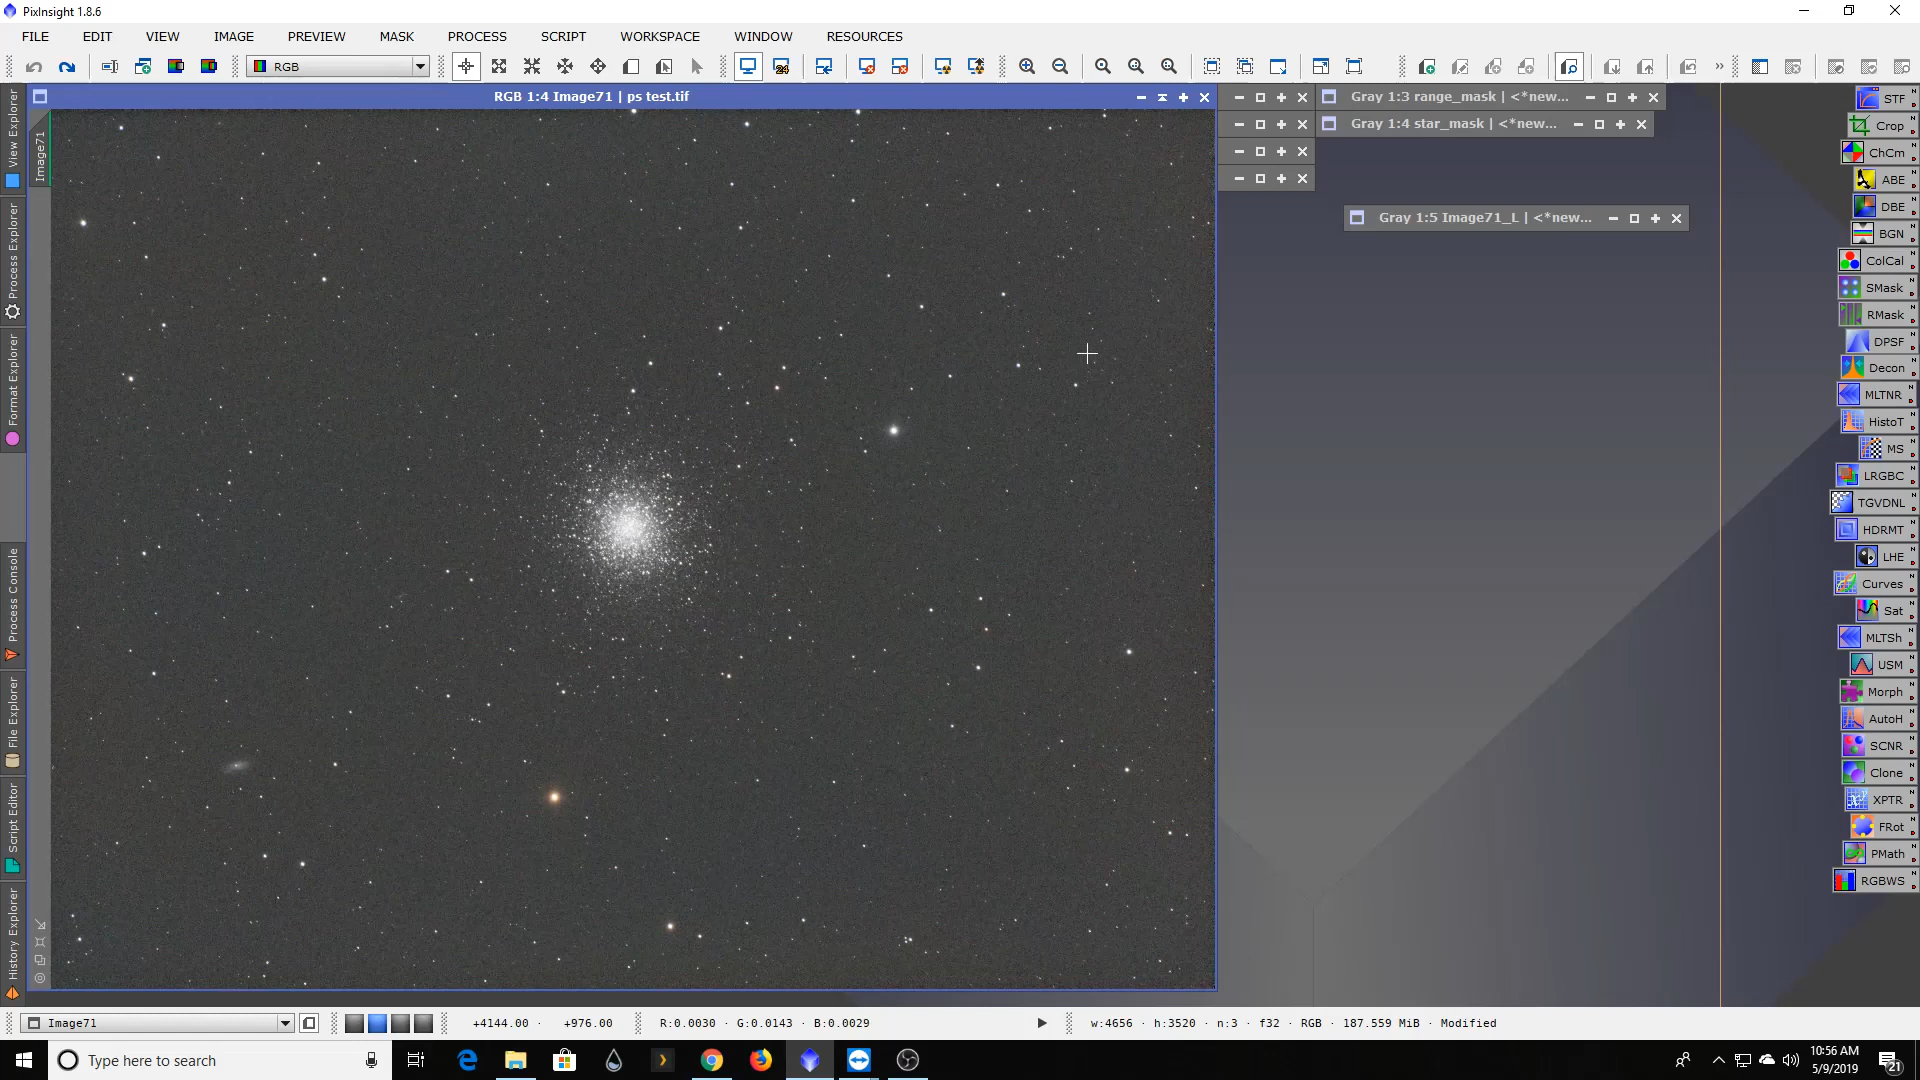 PixInsight 1.8.6
FILE EDIT VIEW IMAGE PREVIEW MASK PROCESS SCRIPT WORKSPACE WINDOW RESOURCES
RGB
24
RGB 1:4 Image71 | ps test.tif
Gray 1:3 range_mask | <*new...
Gray 1:4 star_mask | <*new...
Gray 1:5 Image71_L | <*new...
View Explorer
Process Explorer
Format Explorer
Process Console
File Explorer
Script Editor
History Explorer
Image71
STF
Crop
ChCm
ABE
DBE
BGN
ColCal
SMask
RMask
DPSF
Decon
MLTNR
HistoT
MS
LRGBC
TGVDNL
HDRMT
LHE
Curves
Sat
MLTSh
USM
Morph
AutoH
SCNR
Clone
XPTR
FRot
PMath
RGBWS
Image71
+4144.00 · +976.00
R:0.0030 · G:0.0143 · B:0.0029
w:4656 · h:3520 · n:3 · f32 · RGB · 187.559 MiB · Modified
Type here to search
10:56 AM
5/9/2019
21